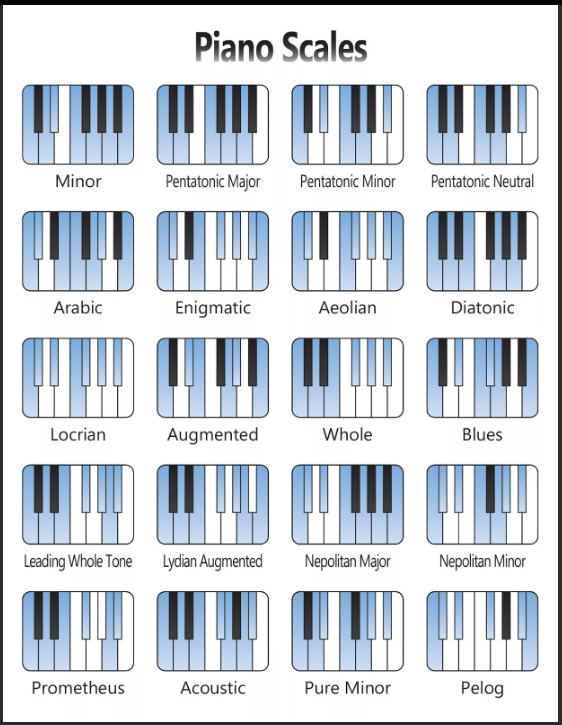 Piano Scales
Minor
Pentatonic Major
Pentatonic Minor
Pentatonic Neutral
Arabic
Enigmatic
Aeolian
Diatonic
Locrian
Augmented
Whole
Blues
Leading Whole Tone
Lydian Augmented
Nepolitan Major
Nepolitan Minor
Prometheus
Acoustic
Pure Minor
Pelog